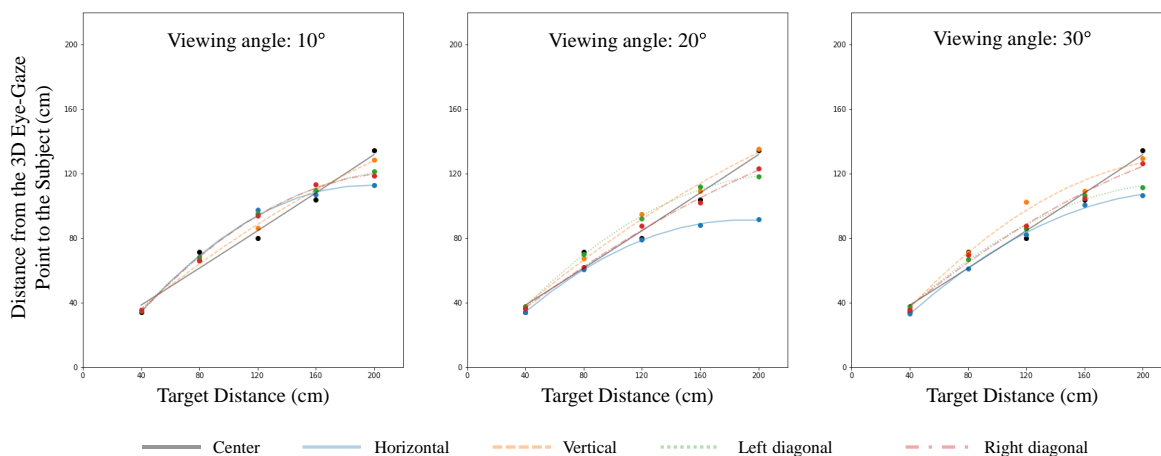 Distance from the 3D Eye-Gaze
Point to the Subject (cm)
Viewing angle: 10°
200
160
120
80
40
0
0 40 80 120 160 200
Target Distance (cm)
Viewing angle: 20°
200
160
120
80
40
0
0 40 80 120 160 200
Target Distance (cm)
Viewing angle: 30°
200
160
120
80
40
0
0 40 80 120 160 200
Target Distance (cm)
Center Horizontal Vertical Left diagonal Right diagonal